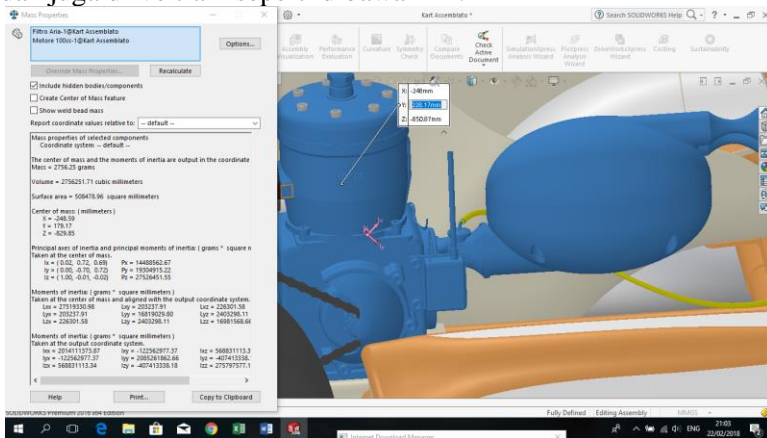 Mass Properties
Filtro Aria-1@Kart Assemblato
Motore 100cc-1@Kart Assemblato
Options...
Override Mass Properties...
Recalculate
Include hidden bodies/components
Create Center of Mass feature
Show weld bead mass
Report coordinate values relative to:
-- default --
Mass properties of selected components
Coordinate system: -- default --
The center of mass and the moments of inertia are output in the coordinate
Mass = 2756.25 grams
Volume = 2756251.71 cubic millimeters
Surface area = 508478.96 square millimeters
Center of mass: ( millimeters )
X = -248.59
Y = 179.17
Z = -829.85
Principal axes of inertia and principal moments of inertia: ( grams * square n
Taken at the center of mass.
Ix = ( 0.02, 0.72, 0.69) Px = 14488562.67
Iy = ( 0.00, -0.70, 0.72) Py = 19304915.22
Iz = ( 1.00, -0.01, -0.02) Pz = 27526451.55
Moments of inertia: ( grams * square millimeters )
Taken at the center of mass and aligned with the output coordinate system.
Lxx = 27519330.98 Lxy = 203237.91 Lxz = 226301.58
Lyx = 203237.91 Lyy = 16819029.80 Lyz = 2403298.11
Lzx = 226301.58 Lzy = 2403298.11 Lzz = 16981568.66
Moments of inertia: ( grams * square millimeters )
Taken at the output coordinate system.
Ixx = 2014111373.87 Ixy = -122562977.37 Ixz = 568831113.3
Iyx = -122562977.37 Iyy = 2085261862.66 Iyz = -407413338.
Izx = 568831113.34 Izy = -407413338.18 Izz = 275797577.1
Help
Print...
Copy to Clipboard
Kart Assemblato *
Search SOLIDWORKS Help
Assembly Visualization
Performance Evaluation
Curvature
Symmetry Check
Compare Documents
Check Active Document
SimulationXpress Analysis Wizard
FloXpress Analysis Wizard
DriveWorksXpress Wizard
Costing
Sustainability
X: -248mm
Y: 228.17mm
Z: -850.87mm
SOLIDWORKS Premium 2016 x64 Edition
Fully Defined
Editing Assembly
MMGS
Internet Download Manager
ENG
21:03
22/02/2018